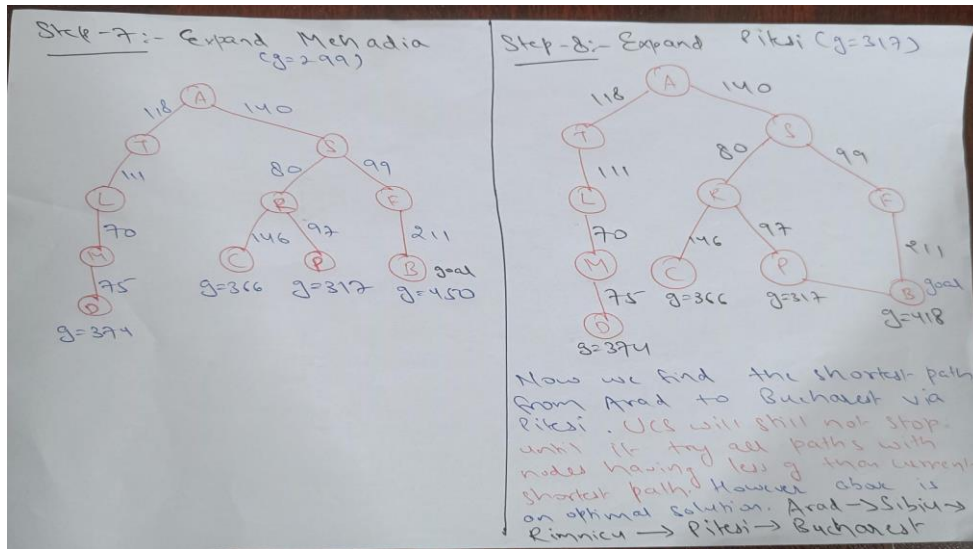 Step-7:- Expand Mehadia
(g=299)
A
118
140
T
S
111
80
99
L
R
F
70
146
97
211
M
C
P
B goal
75
g=366 g=317 g=450
D
g=374
Step-8:- Expand Pitesi (g=317)
A
118
140
T
S
111
80
99
L
R
F
70
146
97
211
M
C
P
B goal
75
g=366
g=317
g=418
D
g=374
Now we find the shortest path
from Arad to Bucharest via
Pitesi. UCS will still not stop
until it try all paths with
nodes having less g than current
shortest path. However above is
an optimal solution. Arad->Sibiu->
Rimnicu -> Pitesi -> Bucharest